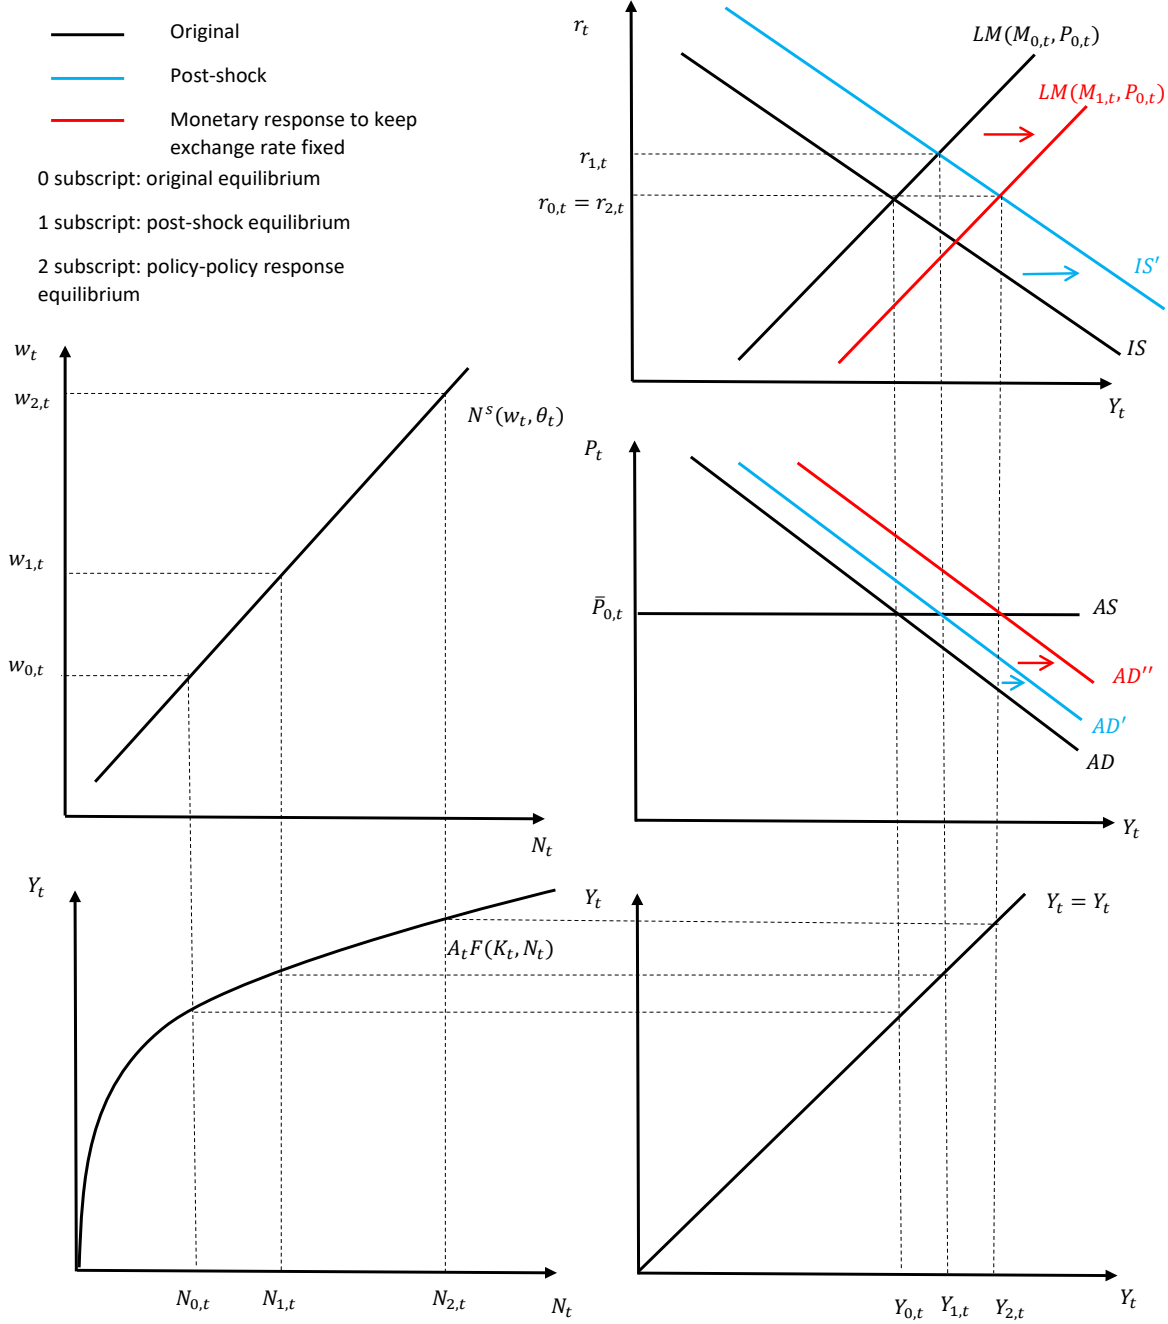 Original
Post-shock
Monetary response to keep
exchange rate fixed
0 subscript: original equilibrium
1 subscript: post-shock equilibrium
2 subscript: policy-policy response
equilibrium
r_t
LM(M_{0,t}, P_{0,t})
LM(M_{1,t}, P_{0,t})
r_{1,t}
r_{0,t} = r_{2,t}
IS′
IS
Y_t
w_t
w_{2,t}
N^s(w_t, θ_t)
w_{1,t}
w_{0,t}
N_t
P_t
P̄_{0,t}
AS
AD′′
AD′
AD
Y_t
Y_t
A_tF(K_t, N_t)
N_{0,t}
N_{1,t}
N_{2,t}
N_t
Y_t
Y_t = Y_t
Y_{0,t}
Y_{1,t}
Y_{2,t}
Y_t